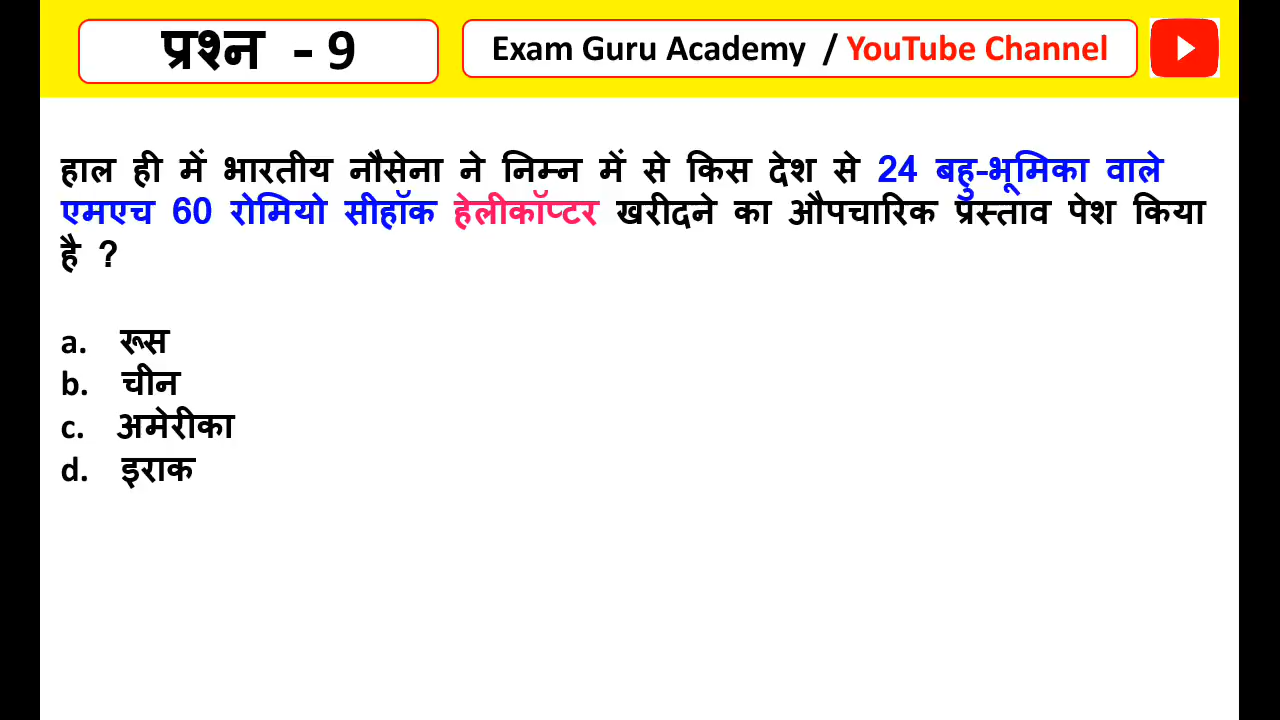 प्रश्न - 9
Exam Guru Academy / YouTube Channel
हाल ही में भारतीय नौसेना ने निम्न में से किस देश से 24 बहु-भूमिका वाले
एमएच 60 रोमियो सीहॉक हेलीकॉप्टर खरीदने का औपचारिक प्रस्ताव पेश किया
है ?
a. रूस
b. चीन
c. अमेरीका
d. इराक